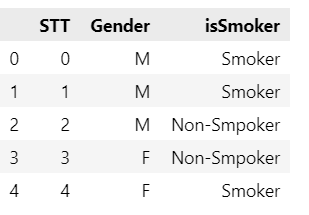 STT Gender isSmoker
0 0 M Smoker
1 1 M Smoker
2 2 M Non-Smpoker
3 3 F Non-Smpoker
4 4 F Smoker